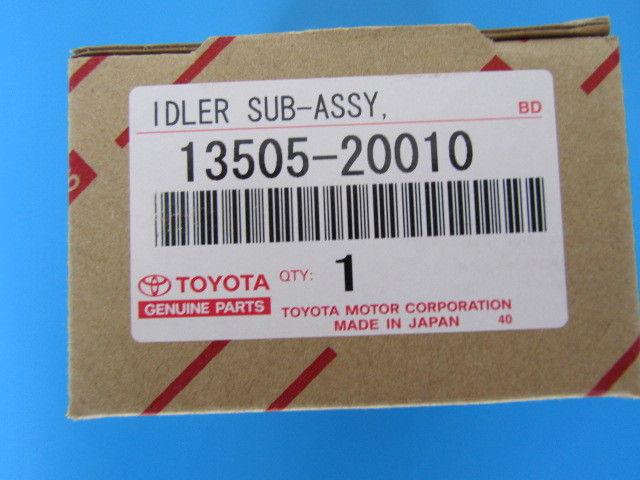 IDLER SUB-ASSY,
BD
13505-20010
TOYOTA
GENUINE PARTS
QTY: 1
TOYOTA MOTOR CORPORATION
MADE IN JAPAN 40